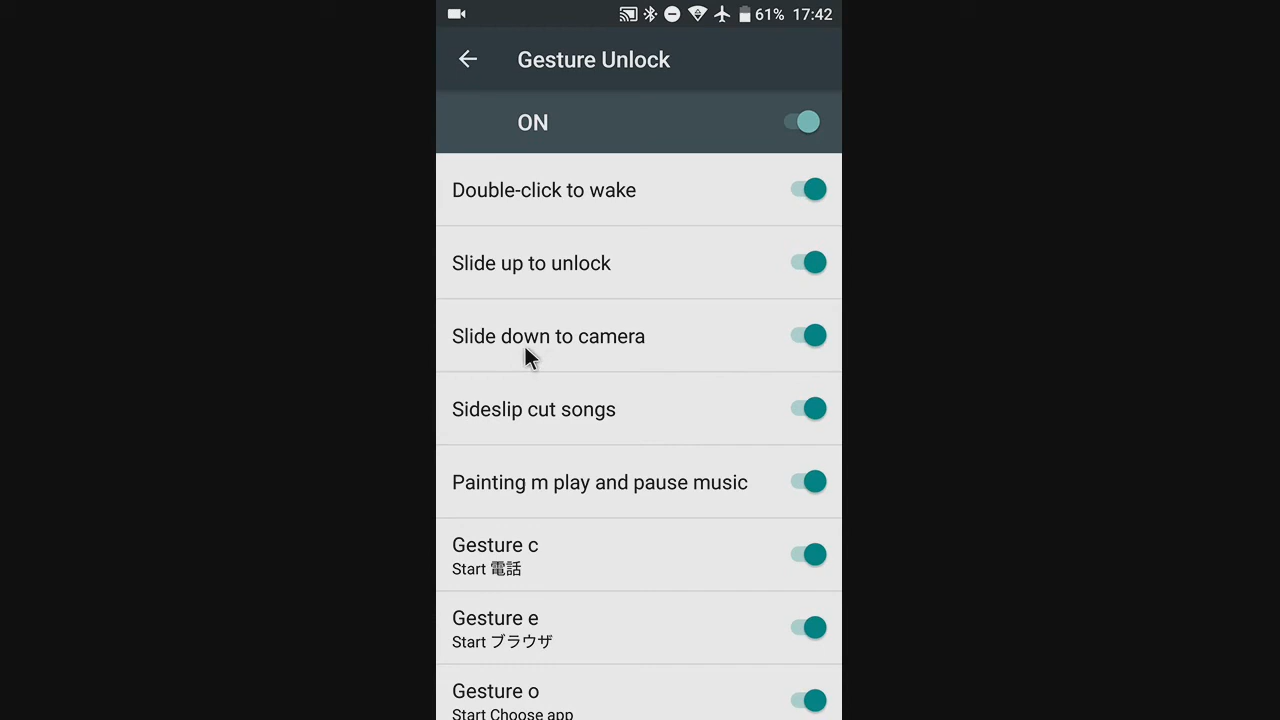 61% 17:42
Gesture Unlock
ON
Double-click to wake
Slide up to unlock
Slide down to camera
Sideslip cut songs
Painting m play and pause music
Gesture c
Start 電話
Gesture e
Start ブラウザ
Gesture o
Start Choose app